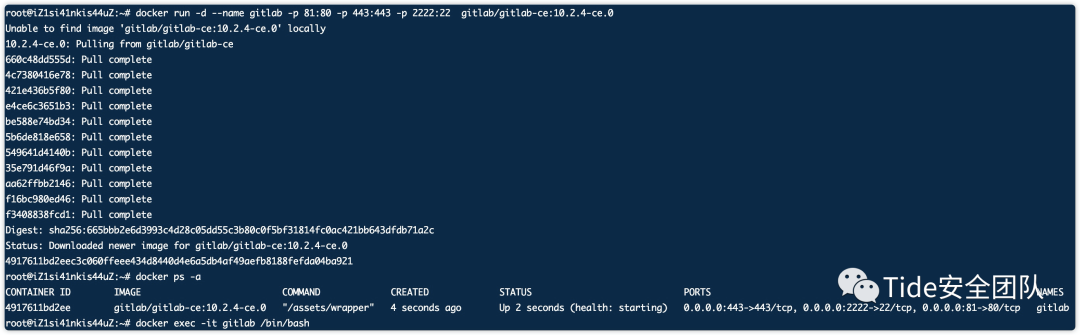 root@iZ1si41nkis44uZ:~# docker run -d --name gitlab -p 81:80 -p 443:443 -p 2222:22  gitlab/gitlab-ce:10.2.4-ce.0
Unable to find image 'gitlab/gitlab-ce:10.2.4-ce.0' locally
10.2.4-ce.0: Pulling from gitlab/gitlab-ce
660c48dd555d: Pull complete
4c7380416e78: Pull complete
421e436b5f80: Pull complete
e4ce6c3651b3: Pull complete
be588e74bd34: Pull complete
5b6de818e658: Pull complete
549641d4140b: Pull complete
35e791d46f9a: Pull complete
aa62ffbb2146: Pull complete
f16bc980ed46: Pull complete
f3408838fcd1: Pull complete
Digest: sha256:665bbb2e6d3993c4d28c05dd55c3b80c0f5bf31814fc0ac421bb643dfdb71a2c
Status: Downloaded newer image for gitlab/gitlab-ce:10.2.4-ce.0
4917611bd2eec3c060ffeee434d8440d4e6a5db4af49aefb8188fefda04ba921
root@iZ1si41nkis44uZ:~# docker ps -a
CONTAINER ID IMAGE COMMAND CREATED STATUS PORTS NAMES
4917611bd2ee gitlab/gitlab-ce:10.2.4-ce.0 "/assets/wrapper" 4 seconds ago Up 2 seconds (health: starting) 0.0.0.0:443->443/tcp, 0.0.0.0:2222->22/tcp, 0.0.0.0:81->80/tcp gitlab
root@iZ1si41nkis44uZ:~# docker exec -it gitlab /bin/bash
Tide安全团队